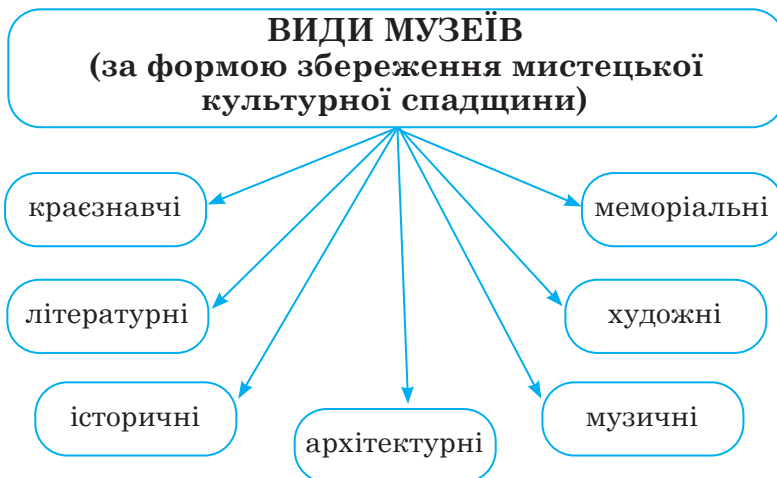 ВИДИ МУЗЕЇВ
(за формою збереження мистецької
культурної спадщини)
краєзнавчі
меморіальні
літературні
художні
історичні
музичні
архітектурні